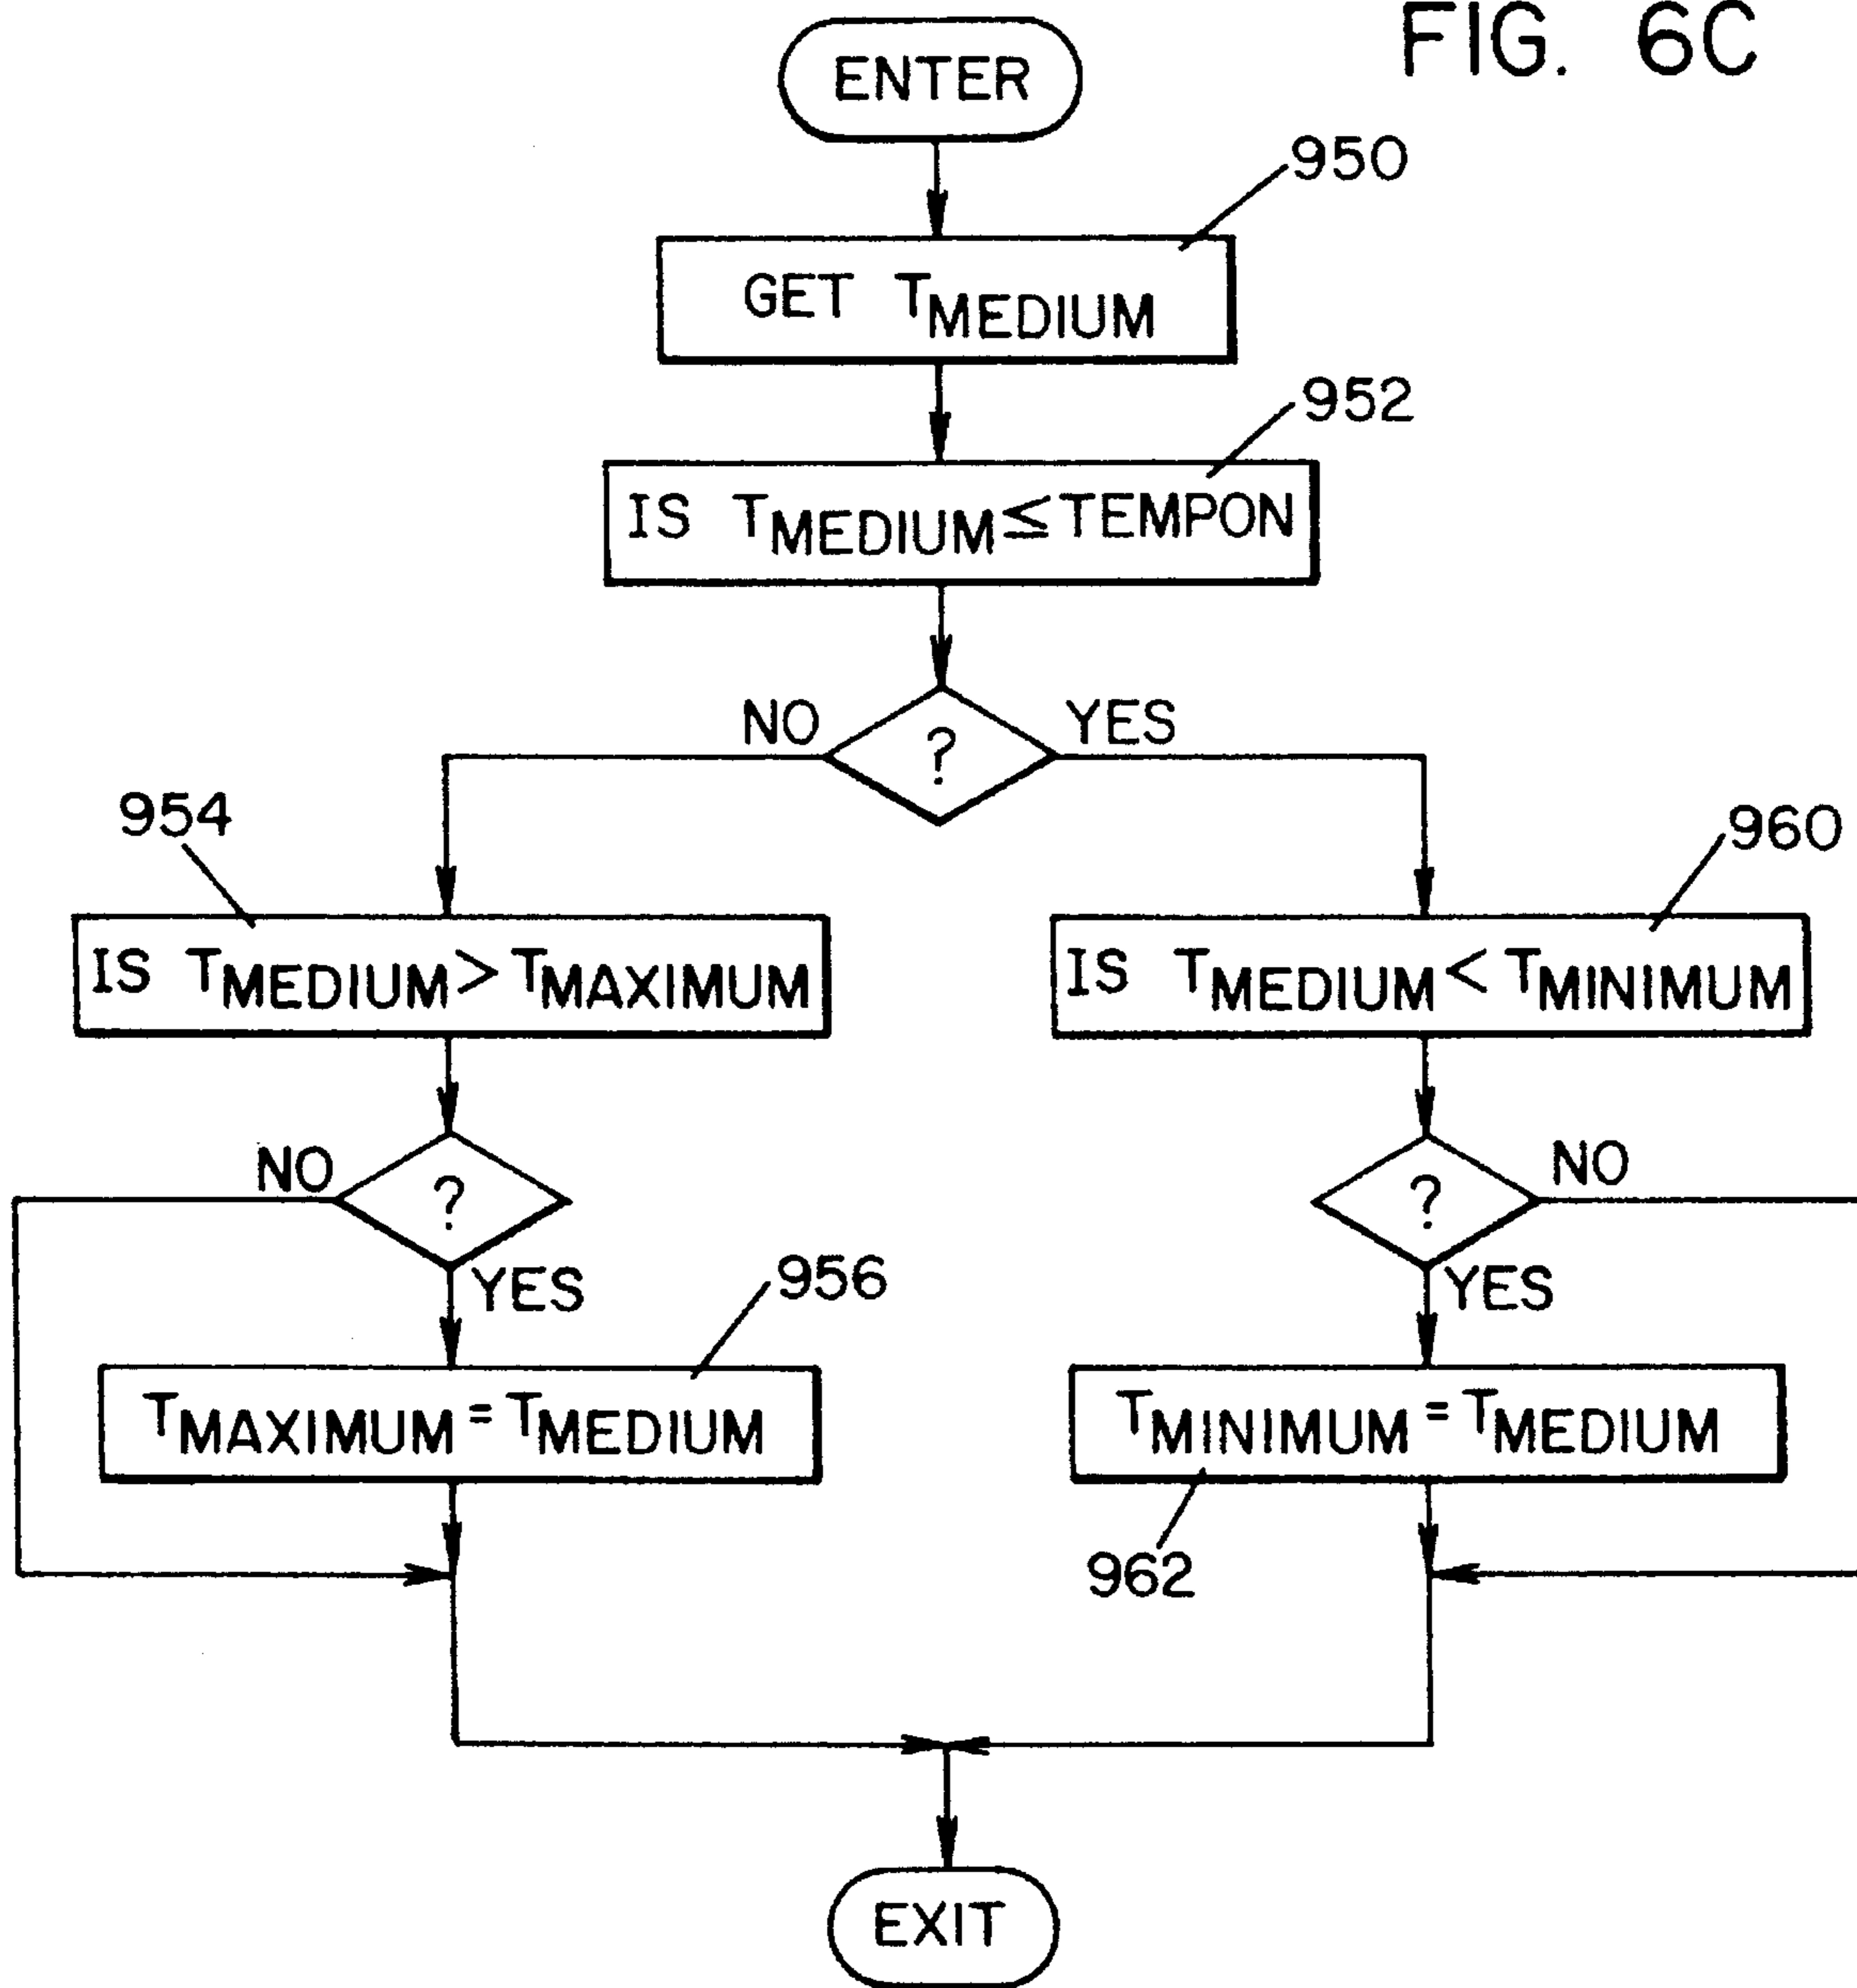 FIG. 6C
ENTER
950
GET TMEDIUM
952
IS TMEDIUM≤TEMPON
NO
YES
?
954
960
IS TMEDIUM>TMAXIMUM
IS TMEDIUM<TMINIMUM
NO
?
YES
956
NO
?
YES
TMAXIMUM=TMEDIUM
TMINIMUM=TMEDIUM
962
EXIT